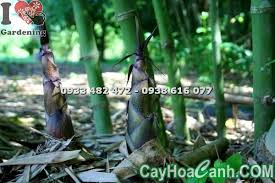 I ♥
Gardening
0933 482 472 - 0938 616 077
CayHoaCanh.COM